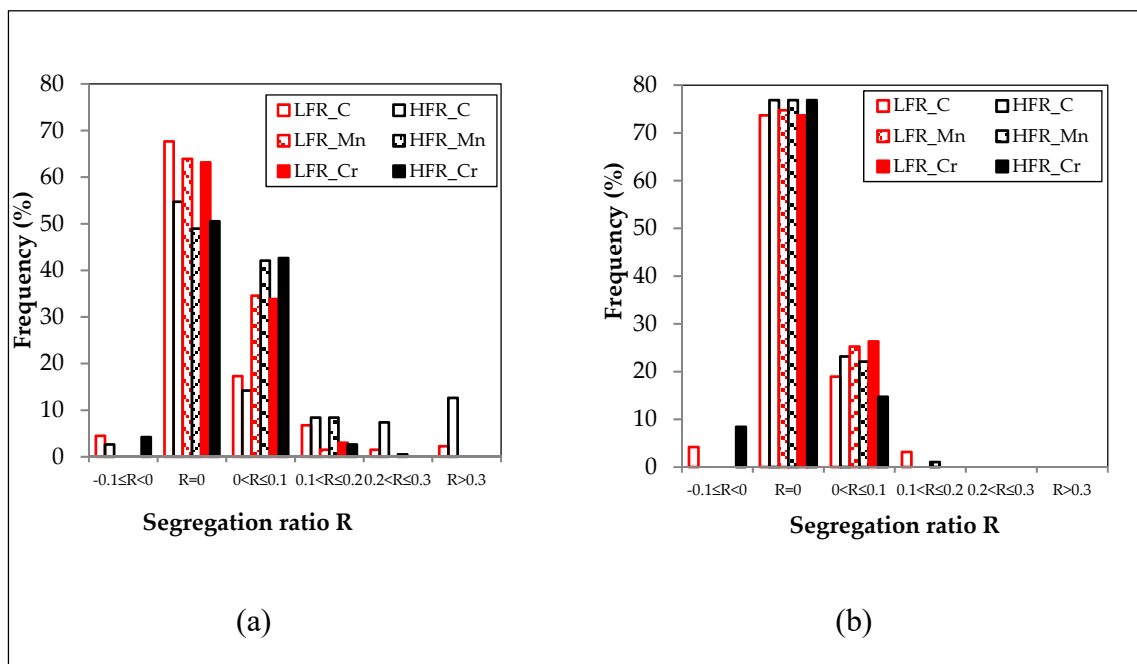 80
70
60
50
40
30
20
10
0
Frequency (%)
LFR_C HFR_C
LFR_Mn HFR_Mn
LFR_Cr HFR_Cr
-0.1≤R<0 R=0 0<R≤0.1 0.1<R≤0.2 0.2<R≤0.3 R>0.3
Segregation ratio R
(a)
80
70
60
50
40
30
20
10
0
Frequency (%)
LFR_C HFR_C
LFR_Mn HFR_Mn
LFR_Cr HFR_Cr
-0.1≤R<0 R=0 0<R≤0.1 0.1<R≤0.2 0.2<R≤0.3 R>0.3
Segregation ratio R
(b)